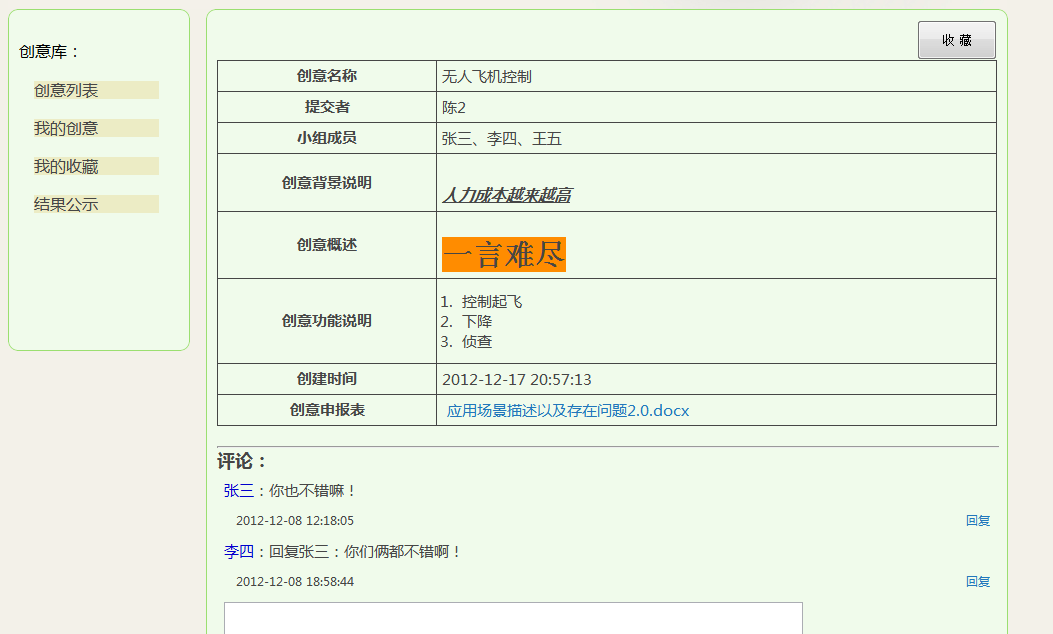 创意库：
创意列表
我的创意
我的收藏
结果公示
收 藏
创意名称 无人飞机控制
提交者 陈2
小组成员 张三、李四、王五
创意背景说明 人力成本越来越高
创意概述 一言难尽
创意功能说明
1. 控制起飞
2. 下降
3. 侦查
创建时间 2012-12-17 20:57:13
创意申报表 应用场景描述以及存在问题2.0.docx
评论：
张三：你也不错嘛！
2012-12-08 12:18:05 回复
李四：回复张三：你们俩都不错啊！
2012-12-08 18:58:44 回复